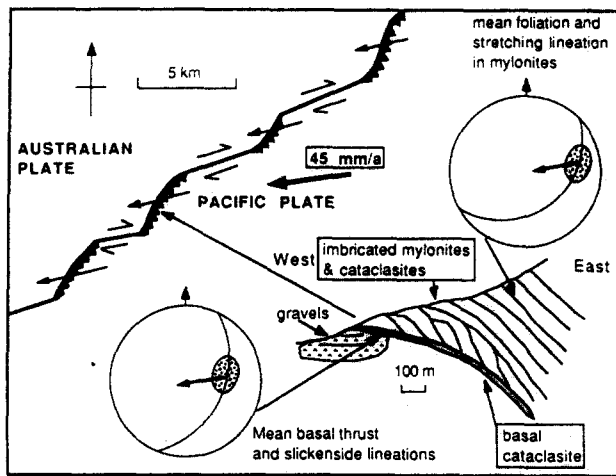 mean foliation and
stretching lineation
in mylonites
5 km
AUSTRALIAN
PLATE
45 mm/a
PACIFIC PLATE
West
imbricated mylonites
& cataclasites
East
gravels
100 m
Mean basal thrust
and slickenside lineations
basal
cataclasite